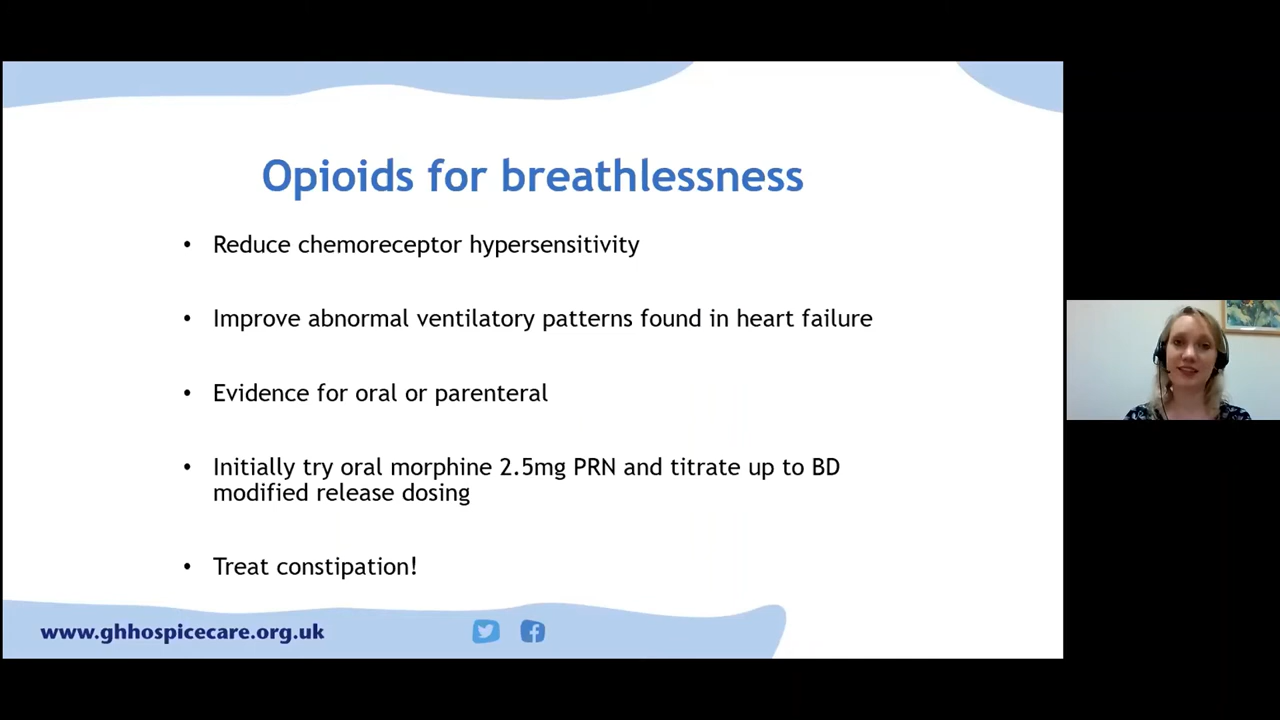 Opioids for breathlessness
• Reduce chemoreceptor hypersensitivity
• Improve abnormal ventilatory patterns found in heart failure
• Evidence for oral or parenteral
• Initially try oral morphine 2.5mg PRN and titrate up to BD
modified release dosing
• Treat constipation!
www.ghhospicecare.org.uk